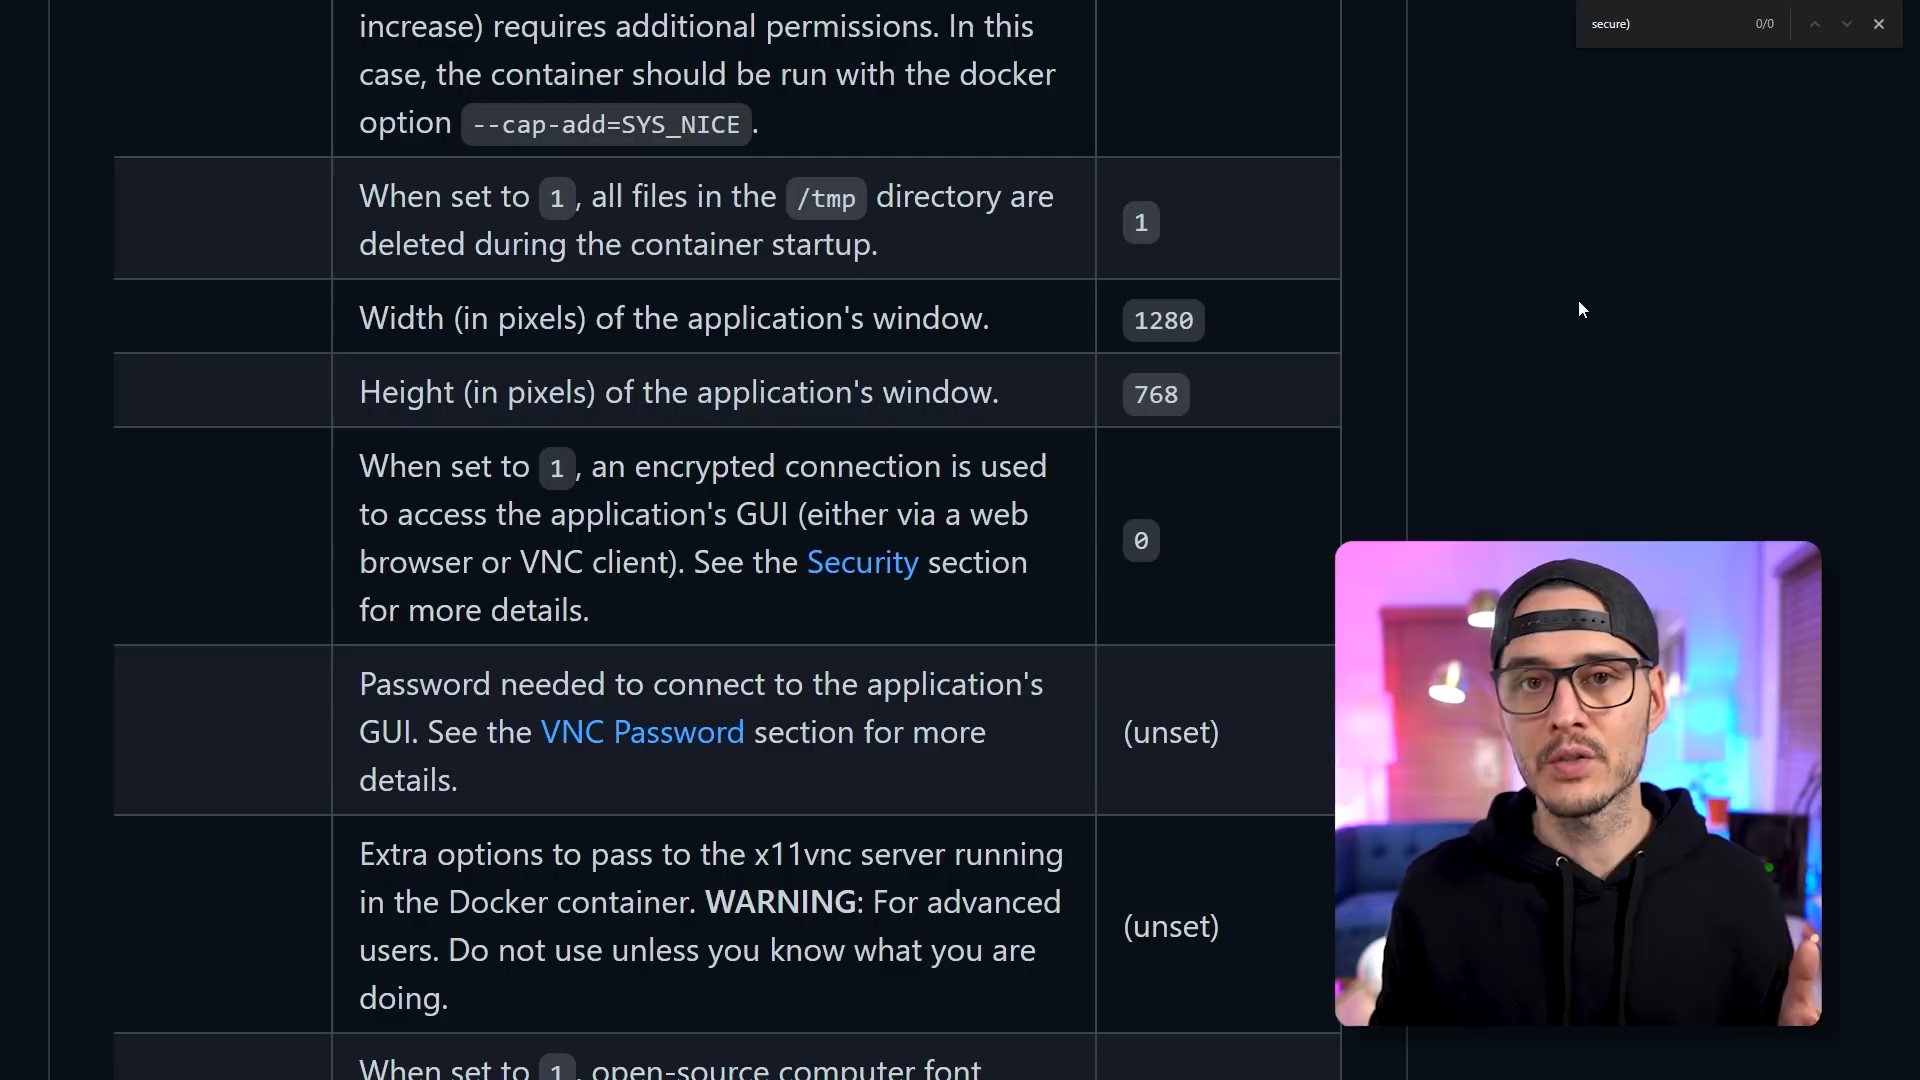 secure)
0/0
increase) requires additional permissions. In this
case, the container should be run with the docker
option --cap-add=SYS_NICE.
When set to 1, all files in the /tmp directory are
deleted during the container startup.
1
Width (in pixels) of the application's window.
1280
Height (in pixels) of the application's window.
768
When set to 1, an encrypted connection is used
to access the application's GUI (either via a web
browser or VNC client). See the Security section
for more details.
0
Password needed to connect to the application's
GUI. See the VNC Password section for more
details.
(unset)
Extra options to pass to the x11vnc server running
in the Docker container. WARNING: For advanced
users. Do not use unless you know what you are
doing.
(unset)
When set to 1, open-source computer font